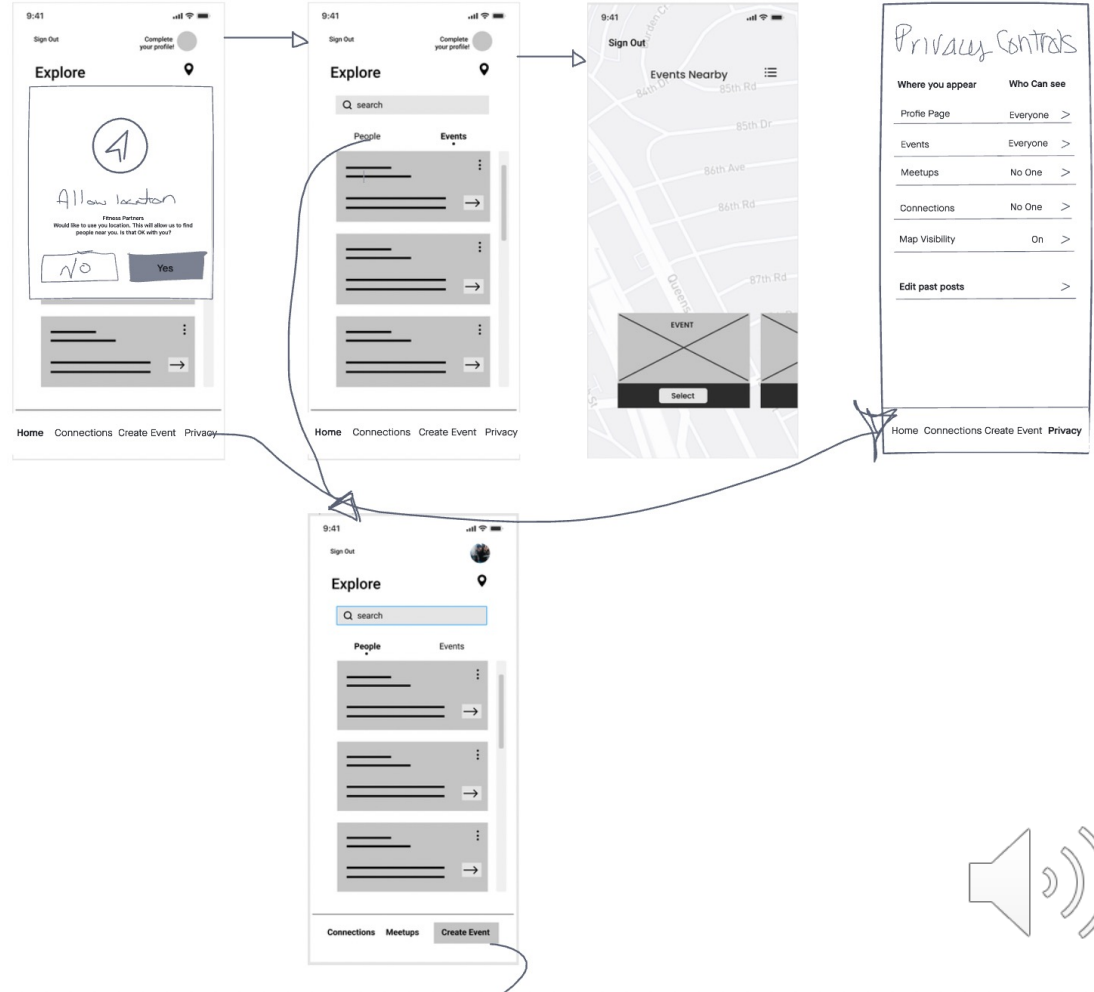 9:41
Sign Out
Complete
your profile!
Explore
Allow location
Fitness Partners
Would like to use you location. This will allow us to find
people near you. Is that OK with you?
NO
Yes
Home Connections Create Event Privacy
9:41
Sign Out
Complete
your profile!
Explore
search
People Events
Home Connections Create Event Privacy
9:41
Sign Out
Events Nearby
84th Dr
85th Rd
85th Dr
86th Ave
86th Rd
87th Rd
Queens
EVENT
Select
Privacy Controls
Where you appear Who Can see
Profie Page Everyone >
Events Everyone >
Meetups No One >
Connections No One >
Map Visibility On >
Edit past posts >
Home Connections Create Event Privacy
9:41
Sign Out
Explore
search
People Events
Connections Meetups Create Event